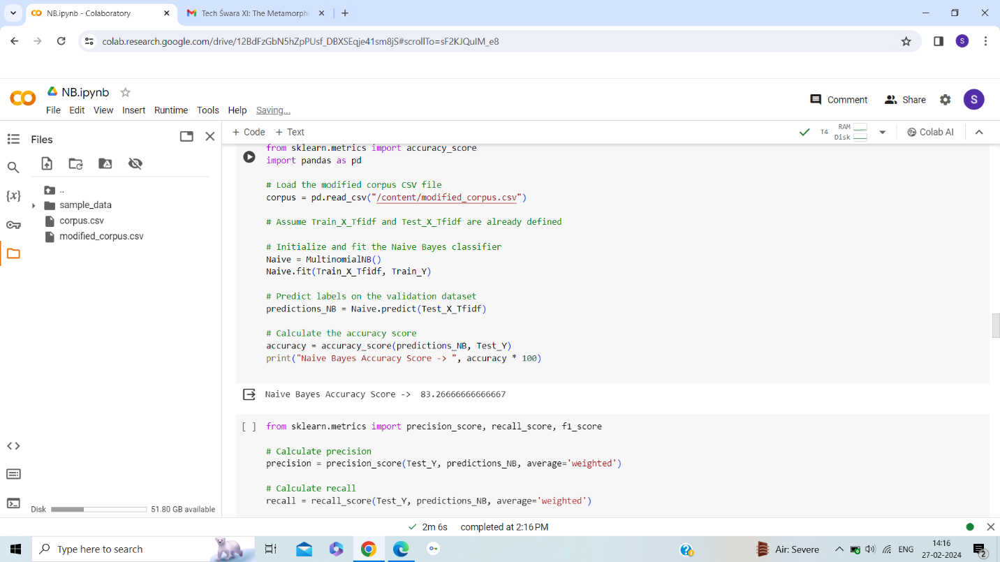 NB.ipynb - Colaboratory
Tech Śwara XI: The Metamorphi
colab.research.google.com/drive/12BdFzGbN5hZpPUsf_DBXSEqje41sm8jS#scrollTo=sF2KJQuIM_e8
S
NB.ipynb
File Edit View Insert Runtime Tools Help Saving...
Comment Share S
Files
+ Code + Text
T4 RAM Disk
Colab AI
{x}
..
sample_data
corpus.csv
modified_corpus.csv
Disk 51.80 GB available
from sklearn.metrics import accuracy_score
import pandas as pd
# Load the modified corpus CSV file
corpus = pd.read_csv("/content/modified_corpus.csv")
# Assume Train_X_Tfidf and Test_X_Tfidf are already defined
# Initialize and fit the Naive Bayes classifier
Naive = MultinomialNB()
Naive.fit(Train_X_Tfidf, Train_Y)
# Predict labels on the validation dataset
predictions_NB = Naive.predict(Test_X_Tfidf)
# Calculate the accuracy score
accuracy = accuracy_score(predictions_NB, Test_Y)
print("Naive Bayes Accuracy Score -> ", accuracy * 100)
Naive Bayes Accuracy Score -> 83.26666666666667
[ ] from sklearn.metrics import precision_score, recall_score, f1_score
# Calculate precision
precision = precision_score(Test_Y, predictions_NB, average='weighted')
# Calculate recall
recall = recall_score(Test_Y, predictions_NB, average='weighted')
2m 6s completed at 2:16 PM
Type here to search
Air: Severe
ENG
14:16
27-02-2024
2